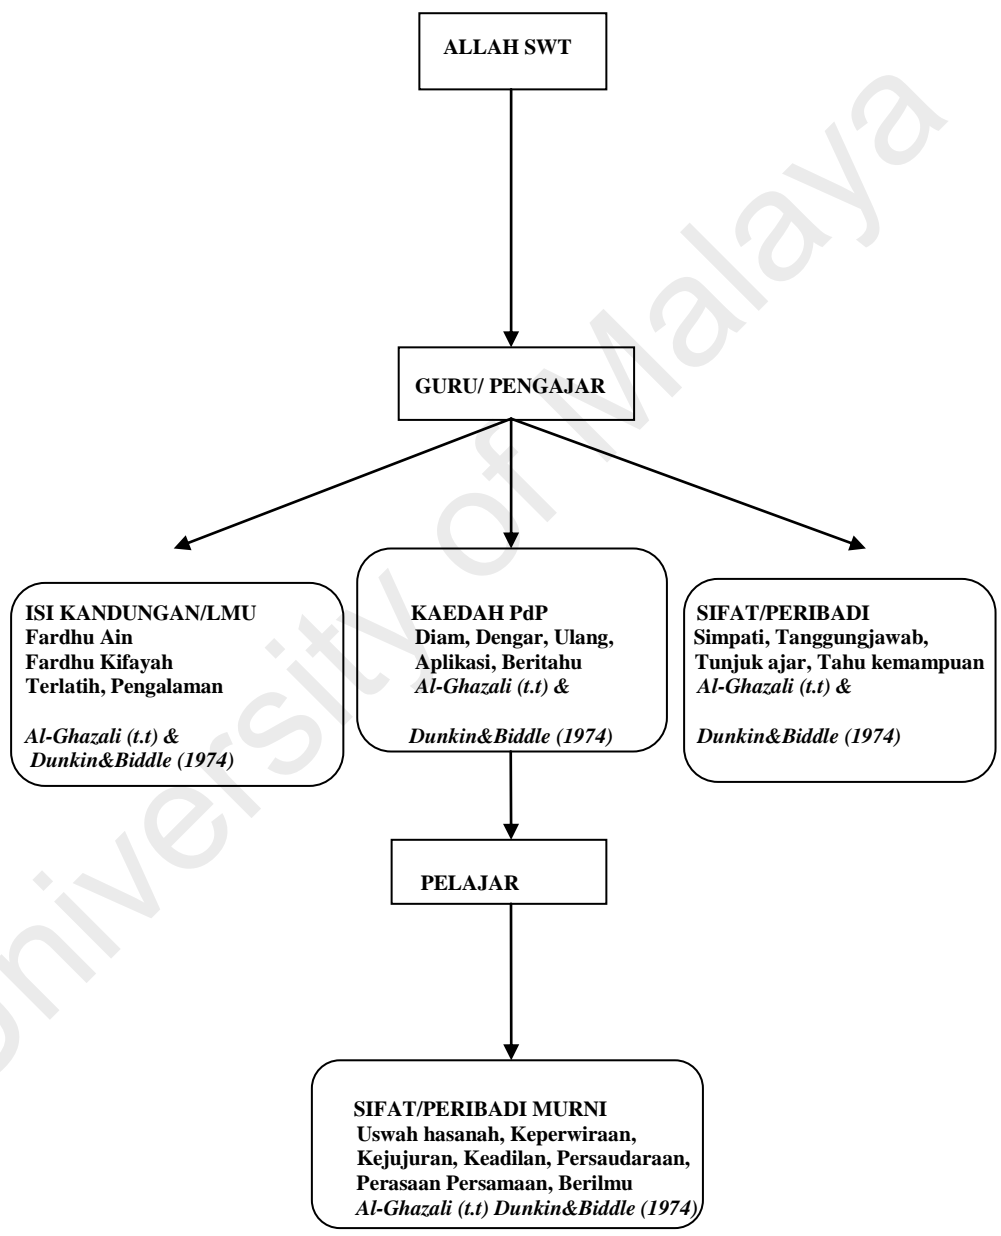 ALLAH SWT
GURU/ PENGAJAR
ISI KANDUNGAN/LMU
Fardhu Ain
Fardhu Kifayah
Terlatih, Pengalaman
Al-Ghazali (t.t) &
Dunkin&Biddle (1974)
KAEDAH PdP
Diam, Dengar, Ulang,
Aplikasi, Beritahu
Al-Ghazali (t.t) &
Dunkin&Biddle (1974)
SIFAT/PERIBADI
Simpati, Tanggungjawab,
Tunjuk ajar, Tahu kemampuan
Al-Ghazali (t.t) &
Dunkin&Biddle (1974)
PELAJAR
SIFAT/PERIBADI MURNI
Uswah hasanah, Keperwiraan,
Kejujuran, Keadilan, Persaudaraan,
Perasaan Persamaan, Berilmu
Al-Ghazali (t.t) Dunkin&Biddle (1974)
University of Malaya